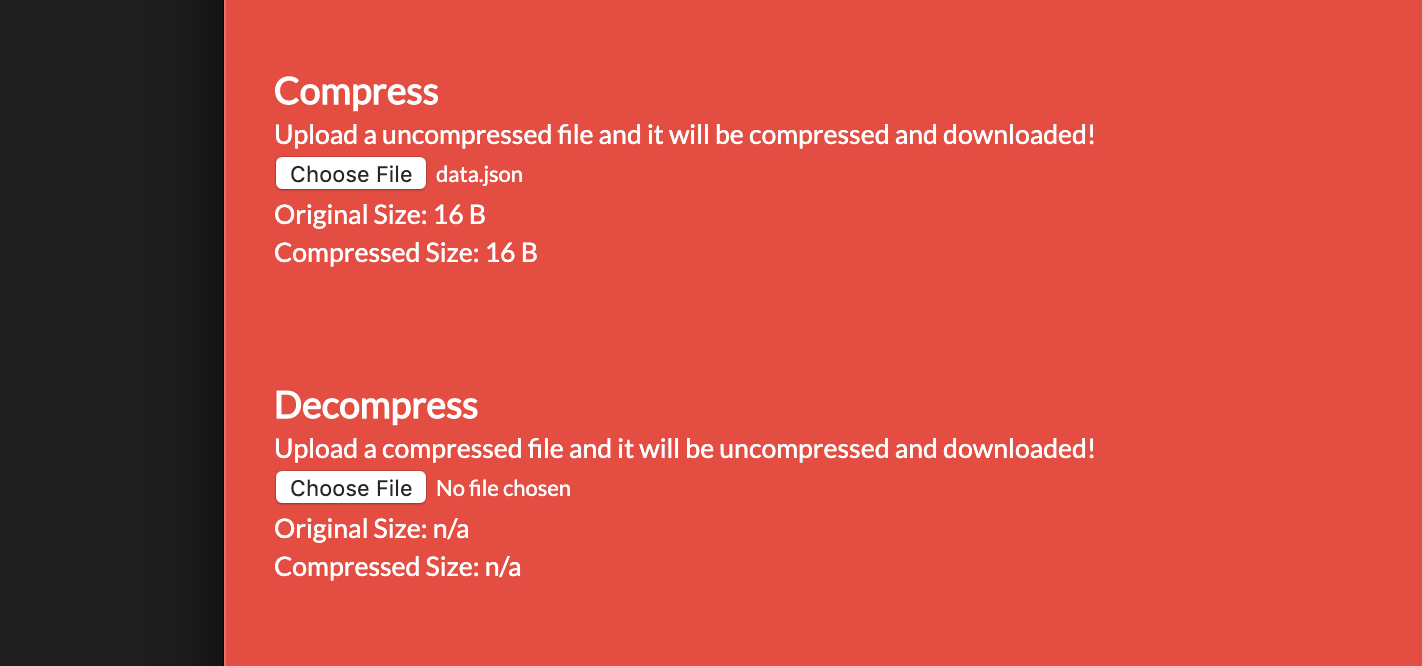 Compress
Upload a uncompressed file and it will be compressed and downloaded!
Choose File data.json
Original Size: 16 B
Compressed Size: 16 B
Decompress
Upload a compressed file and it will be uncompressed and downloaded!
Choose File No file chosen
Original Size: n/a
Compressed Size: n/a